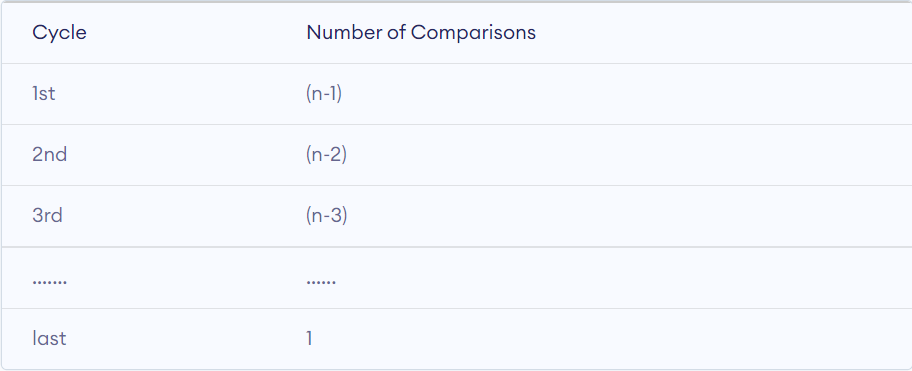 Cycle Number of Comparisons
1st (n-1)
2nd (n-2)
3rd (n-3)
....... ......
last 1